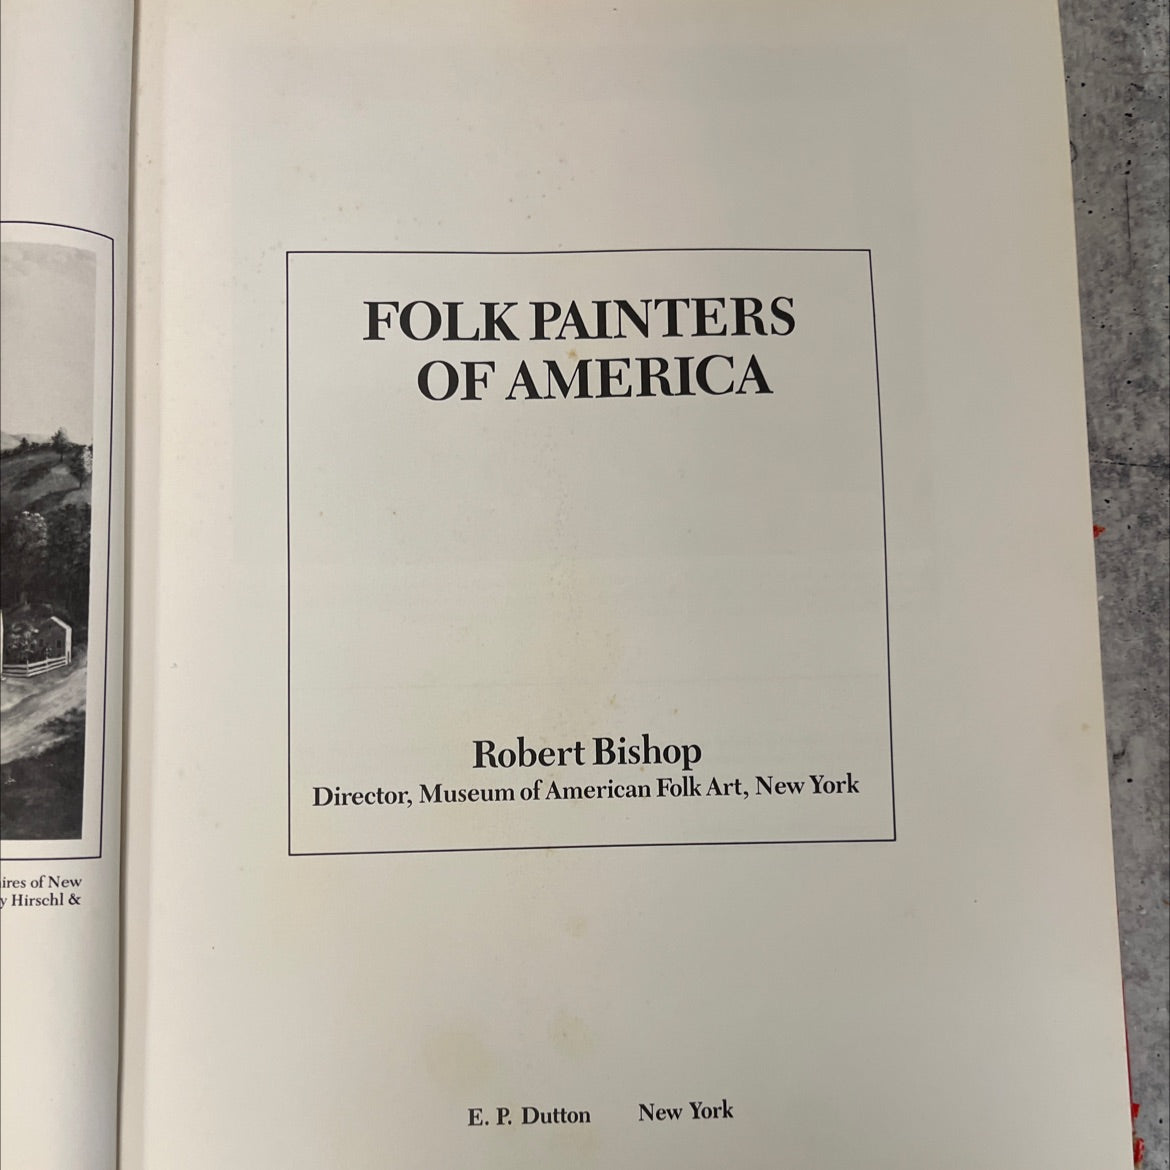 FOLK PAINTERS
OF AMERICA
Robert Bishop
Director, Museum of American Folk Art, New York
E. P. Dutton New York
of New
Hirschl &